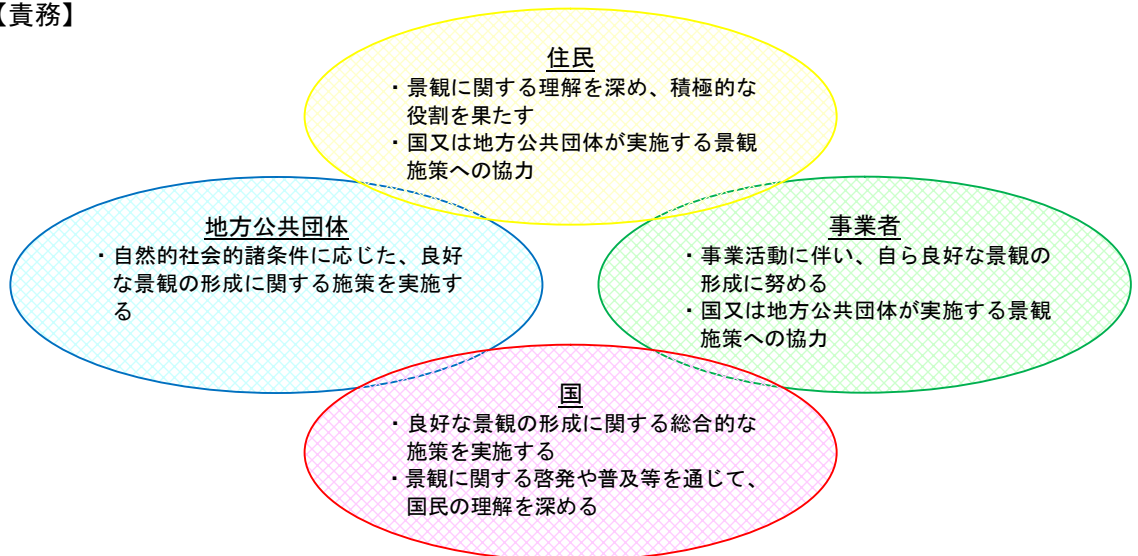 【責務】
住民
・景観に関する理解を深め、積極的な
役割を果たす
・国又は地方公共団体が実施する景観
施策への協力
地方公共団体
・自然的社会的諸条件に応じた、良好
な景観の形成に関する施策を実施す
る
事業者
・事業活動に伴い、自ら良好な景観の
形成に努める
・国又は地方公共団体が実施する景観
施策への協力
国
・良好な景観の形成に関する総合的な
施策を実施する
・景観に関する啓発や普及等を通じて、
国民の理解を深める